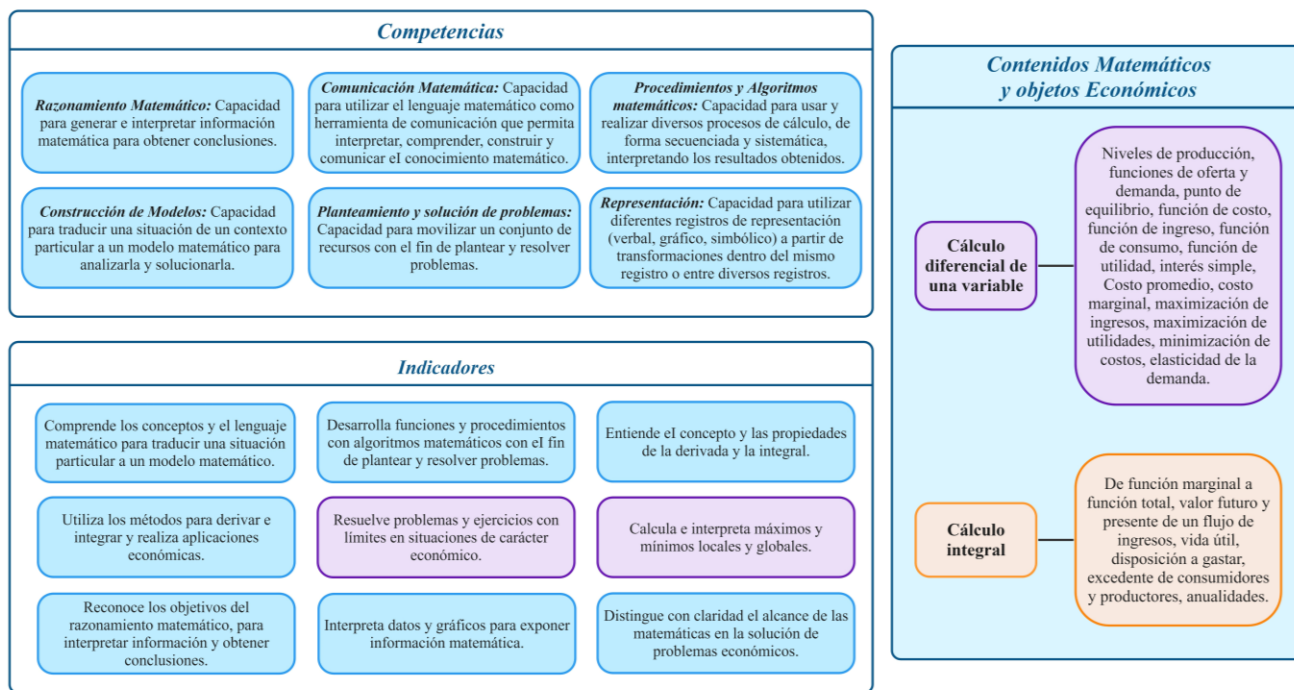 Competencias
Razonamiento Matemático: Capacidad
para generar e interpretar información
matemática para obtener conclusiones.
Comunicación Matemática: Capacidad
para utilizar el lenguaje matemático como
herramienta de comunicación que permita
interpretar, comprender, construir y
comunicar el conocimiento matemático.
Procedimientos y Algoritmos
matemáticos: Capacidad para usar y
realizar diversos procesos de cálculo, de
forma secuenciada y sistemática,
interpretando los resultados obtenidos.
Construcción de Modelos: Capacidad
para traducir una situación de un contexto
particular a un modelo matemático para
analizarla y solucionarla.
Planteamiento y solución de problemas:
Capacidad para movilizar un conjunto de
recursos con el fin de plantear y resolver
problemas.
Representación: Capacidad para utilizar
diferentes registros de representación
(verbal, gráfico, simbólico) a partir de
transformaciones dentro del mismo
registro o entre diversos registros.
Indicadores
Comprende los conceptos y el lenguaje
matemático para traducir una situación
particular a un modelo matemático.
Desarrolla funciones y procedimientos
con algoritmos matemáticos con el fin
de plantear y resolver problemas.
Entiende el concepto y las propiedades
de la derivada y la integral.
Utiliza los métodos para derivar e
integrar y realiza aplicaciones
económicas.
Resuelve problemas y ejercicios con
límites en situaciones de carácter
económico.
Calcula e interpreta máximos y
mínimos locales y globales.
Reconoce los objetivos del
razonamiento matemático, para
interpretar información y obtener
conclusiones.
Interpreta datos y gráficos para exponer
información matemática.
Distingue con claridad el alcance de las
matemáticas en la solución de
problemas económicos.
Contenidos Matemáticos
y objetos Económicos
Cálculo
diferencial de
una variable
Niveles de producción,
funciones de oferta y
demanda, punto de
equilibrio, función de costo,
función de ingreso, función
de consumo, función de
utilidad, interés simple,
Costo promedio, costo
marginal, maximización de
ingresos, maximización de
utilidades, minimización de
costos, elasticidad de la
demanda.
Cálculo
integral
De función marginal a
función total, valor futuro y
presente de un flujo de
ingresos, vida útil,
disposición a gastar,
excedente de consumidores
y productores, anualidades.